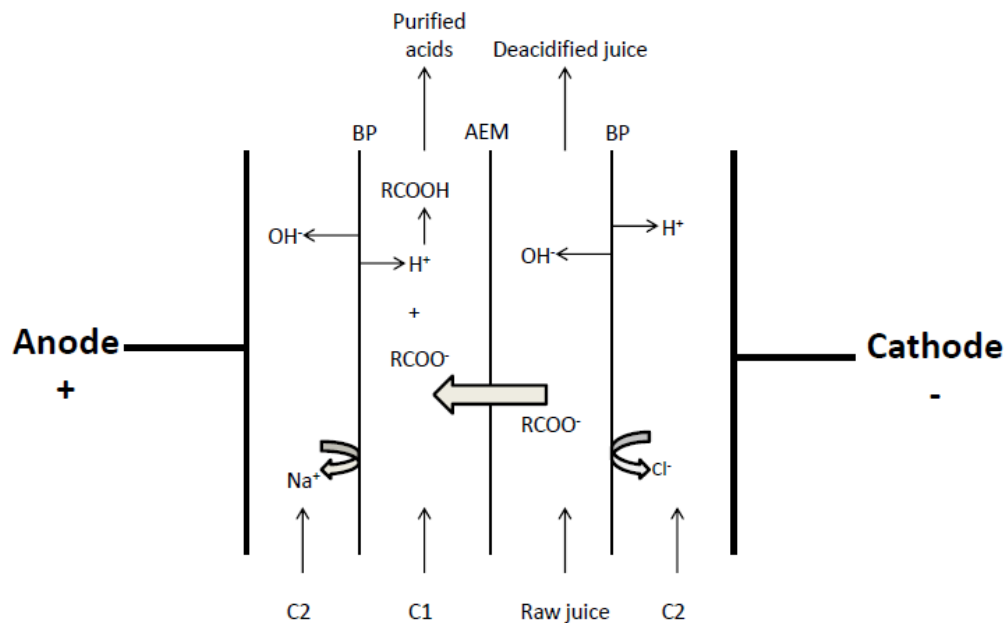 Purified
acids
Deacidified juice
BP
AEM
BP
RCOOH
OH⁻
H⁺
OH⁻
H⁺
+
Anode
+
RCOO⁻
Cathode
-
RCOO⁻
Na⁺
Cl⁻
C2
C1
Raw juice
C2